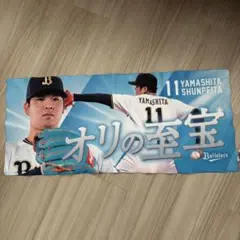 11 YAMASHITA
SHUNPEITA
B
YAMASHITA
11
オリの至宝
Buffaloes